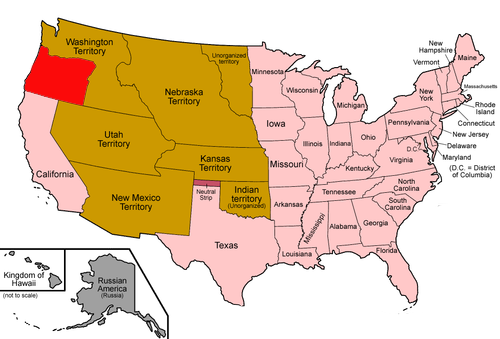 Washington
Territory
Unorganized
territory
Nebraska
Territory
Utah
Territory
Kansas
Territory
New Mexico
Territory
Neutral
Strip
Indian
territory
(Unorganized)
California
Texas
Minnesota
Wisconsin
Michigan
Iowa
Illinois
Indiana
Ohio
Missouri
Kentucky
Tennessee
Arkansas
Louisiana
Mississippi
Alabama
Georgia
Florida
South
Carolina
North
Carolina
Virginia
D.C.
Pennsylvania
New
York
New
Hampshire
Vermont
Maine
Massachusetts
Rhode
Island
Connecticut
New Jersey
Delaware
Maryland
(D.C. = District
of Columbia)
Kingdom of
Hawaii
(not to scale)
Russian
America
(Russia)